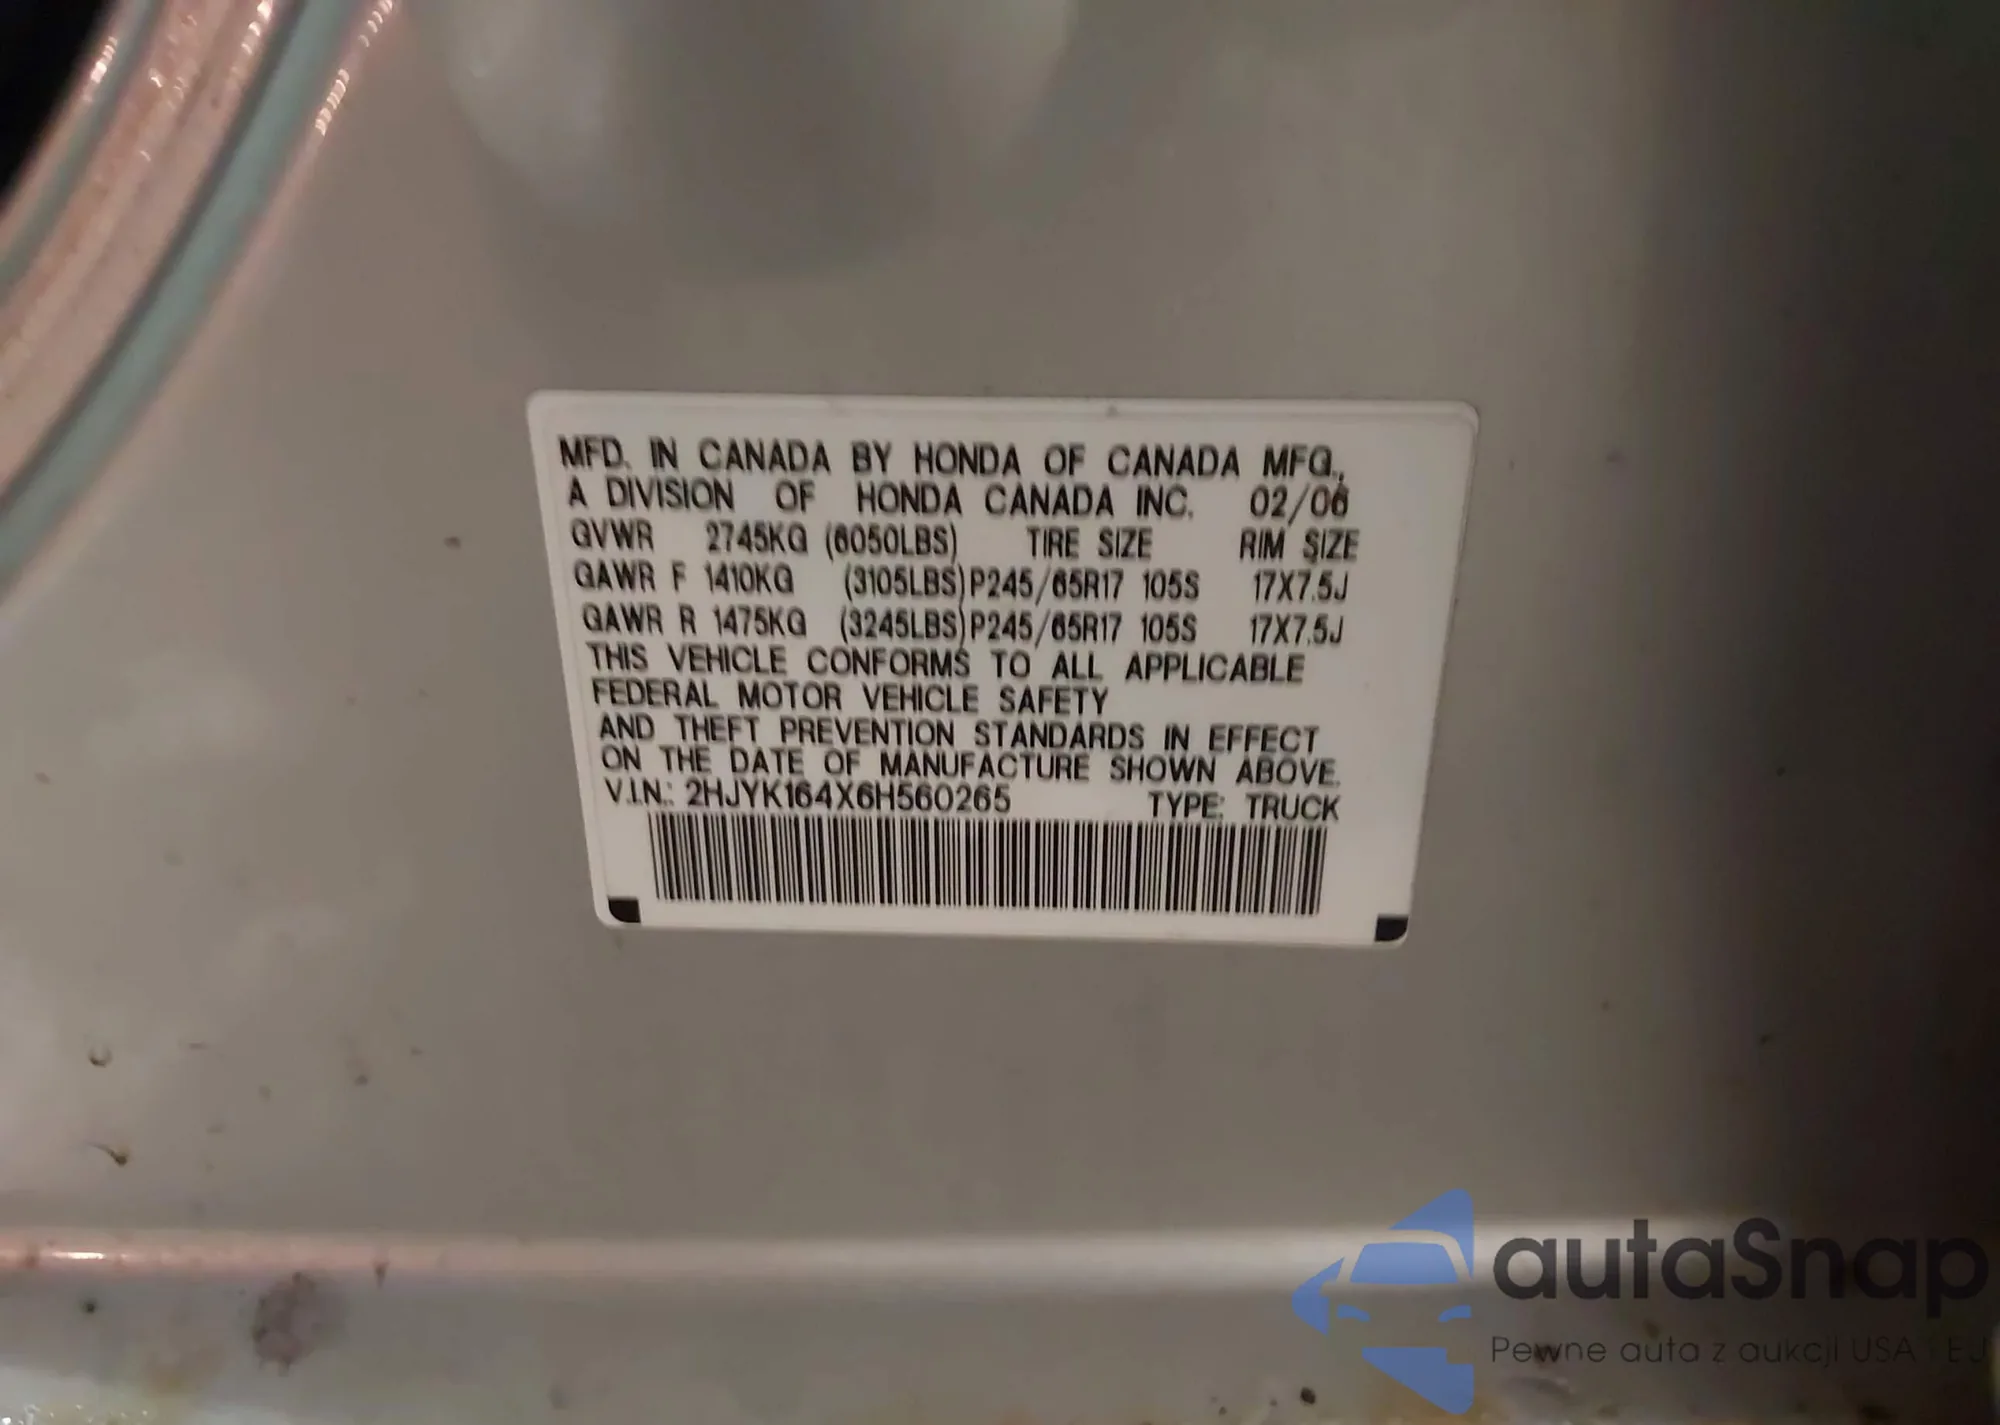 MFD. IN CANADA BY HONDA OF CANADA MFG.,
A DIVISION OF HONDA CANADA INC. 02/06
GVWR 2745KG (6050LBS) TIRE SIZE RIM SIZE
GAWR F 1410KG (3105LBS) P245/65R17 105S 17X7.5J
GAWR R 1475KG (3245LBS) P245/65R17 105S 17X7.5J
THIS VEHICLE CONFORMS TO ALL APPLICABLE
FEDERAL MOTOR VEHICLE SAFETY
AND THEFT PREVENTION STANDARDS IN EFFECT
ON THE DATE OF MANUFACTURE SHOWN ABOVE.
V.I.N.: 2HJYK164X6H560265 TYPE: TRUCK
autaSnap
Pewne auta z aukcji USA i EU